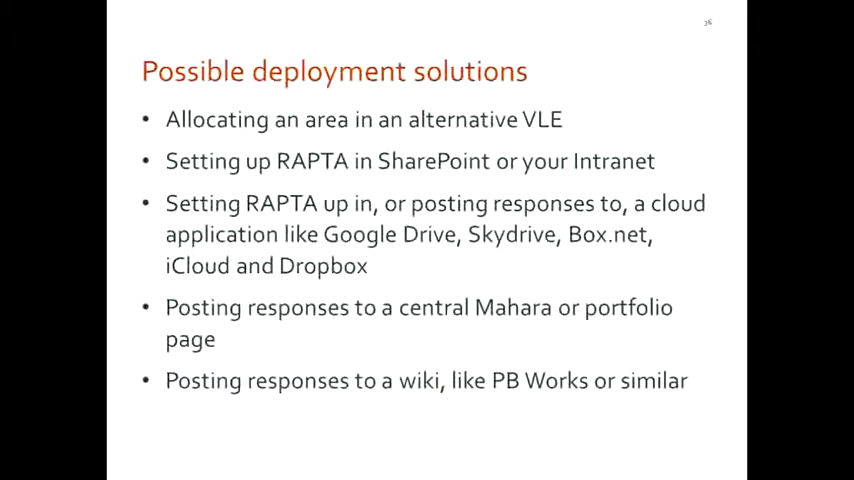 36
Possible deployment solutions
• Allocating an area in an alternative VLE
• Setting up RAPTA in SharePoint or your Intranet
• Setting RAPTA up in, or posting responses to, a cloud
application like Google Drive, Skydrive, Box.net,
iCloud and Dropbox
• Posting responses to a central Mahara or portfolio
page
• Posting responses to a wiki, like PB Works or similar